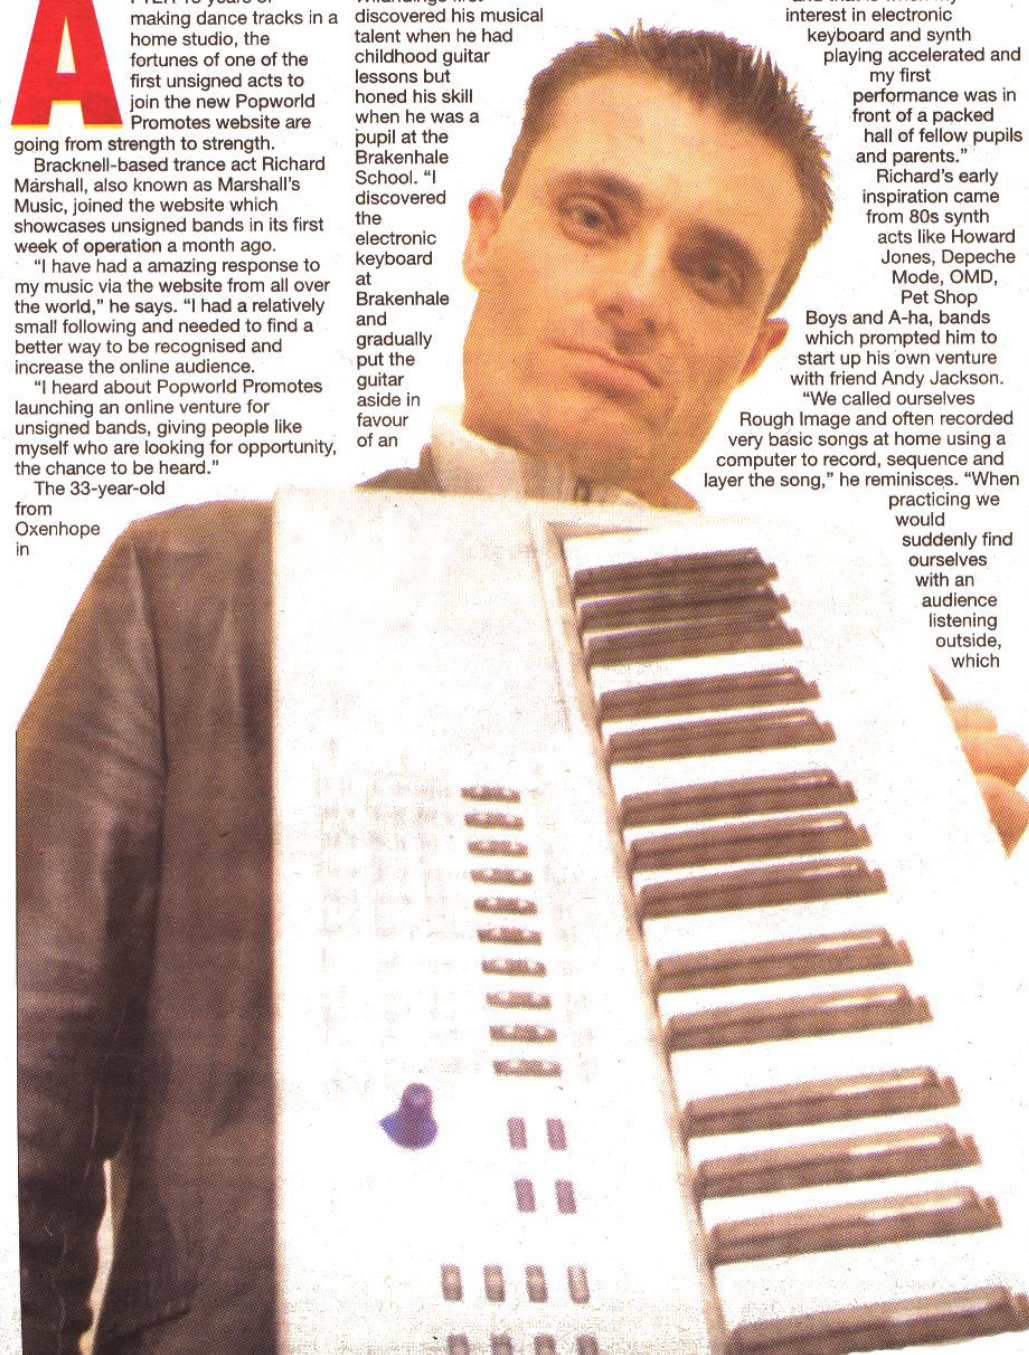 A
making dance tracks in a
home studio, the
fortunes of one of the
first unsigned acts to
join the new Popworld
Promotes website are
going from strength to strength.
Bracknell-based trance act Richard
Marshall, also known as Marshall's
Music, joined the website which
showcases unsigned bands in its first
week of operation a month ago.
"I have had a amazing response to
my music via the website from all over
the world," he says. "I had a relatively
small following and needed to find a
better way to be recognised and
increase the online audience.
"I heard about Popworld Promotes
launching an online venture for
unsigned bands, giving people like
myself who are looking for opportunity,
the chance to be heard."
The 33-year-old
from
Oxenhope
in
discovered his musical
talent when he had
childhood guitar
lessons but
honed his skill
when he was a
pupil at the
Brakenhale
School. "I
discovered
the
electronic
keyboard
at
Brakenhale
and
gradually
put the
guitar
aside in
favour
of an
interest in electronic
keyboard and synth
playing accelerated and
my first
performance was in
front of a packed
hall of fellow pupils
and parents."
Richard's early
inspiration came
from 80s synth
acts like Howard
Jones, Depeche
Mode, OMD,
Pet Shop
Boys and A-ha, bands
which prompted him to
start up his own venture
with friend Andy Jackson.
"We called ourselves
Rough Image and often recorded
very basic songs at home using a
computer to record, sequence and
layer the song," he reminisces. "When
practicing we
would
suddenly find
ourselves
with an
audience
listening
outside,
which